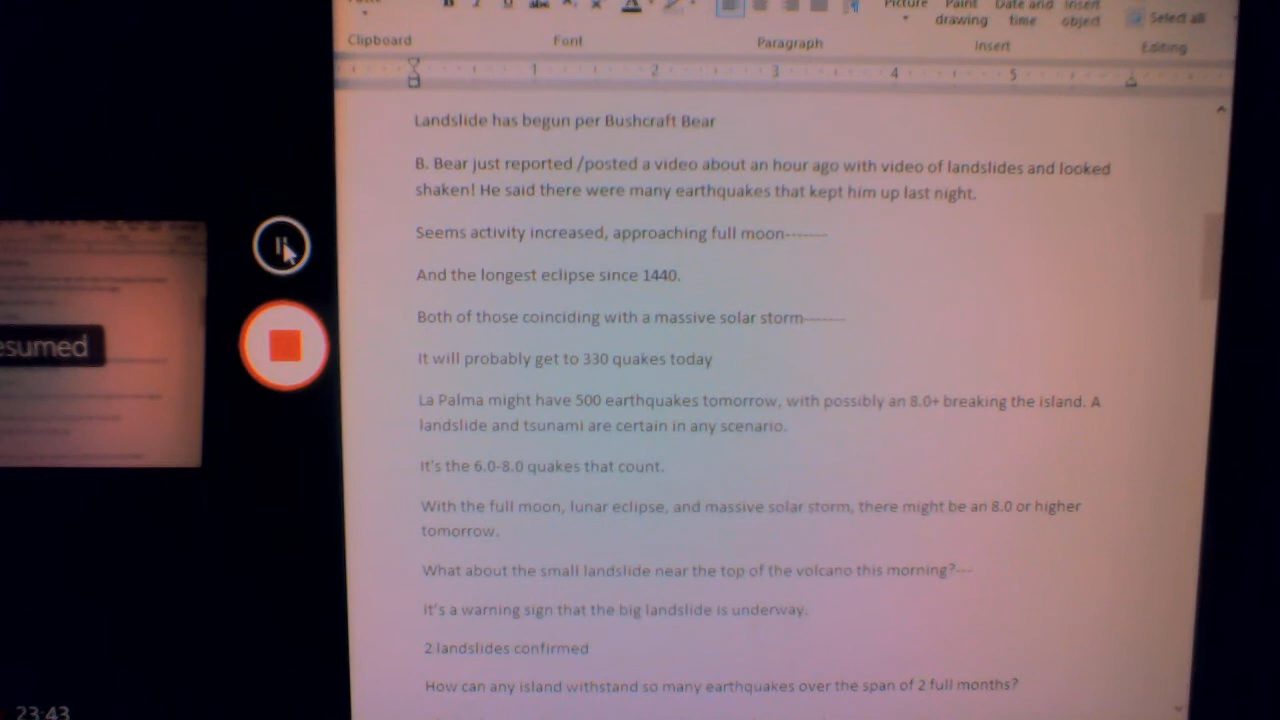 Picture Paint Date and Insert
drawing time object Select all
Clipboard Font Paragraph Insert Editing
1 2 3 4 5
Landslide has begun per Bushcraft Bear
B. Bear just reported /posted a video about an hour ago with video of landslides and looked
shaken! He said there were many earthquakes that kept him up last night.
Seems activity increased, approaching full moon--------
And the longest eclipse since 1440.
Both of those coinciding with a massive solar storm--------
It will probably get to 330 quakes today
La Palma might have 500 earthquakes tomorrow, with possibly an 8.0+ breaking the island. A
landslide and tsunami are certain in any scenario.
It's the 6.0-8.0 quakes that count.
With the full moon, lunar eclipse, and massive solar storm, there might be an 8.0 or higher
tomorrow.
What about the small landslide near the top of the volcano this morning?---
It's a warning sign that the big landslide is underway.
2 landslides confirmed
How can any island withstand so many earthquakes over the span of 2 full months?
esumed
23:43